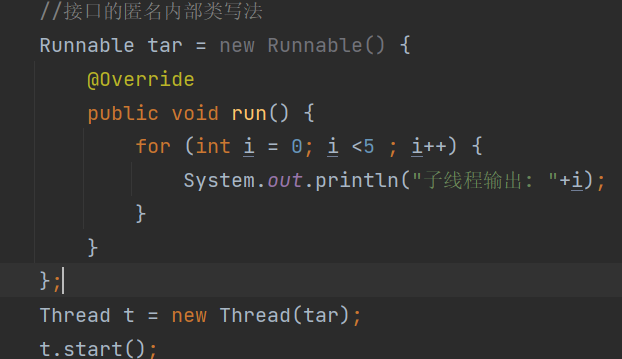 //接口的匿名内部类写法
Runnable tar = new Runnable() {
@Override
public void run() {
for (int i = 0; i <5 ; i++) {
System.out.println("子线程输出: "+i);
}
}
};
Thread t = new Thread(tar);
t.start();